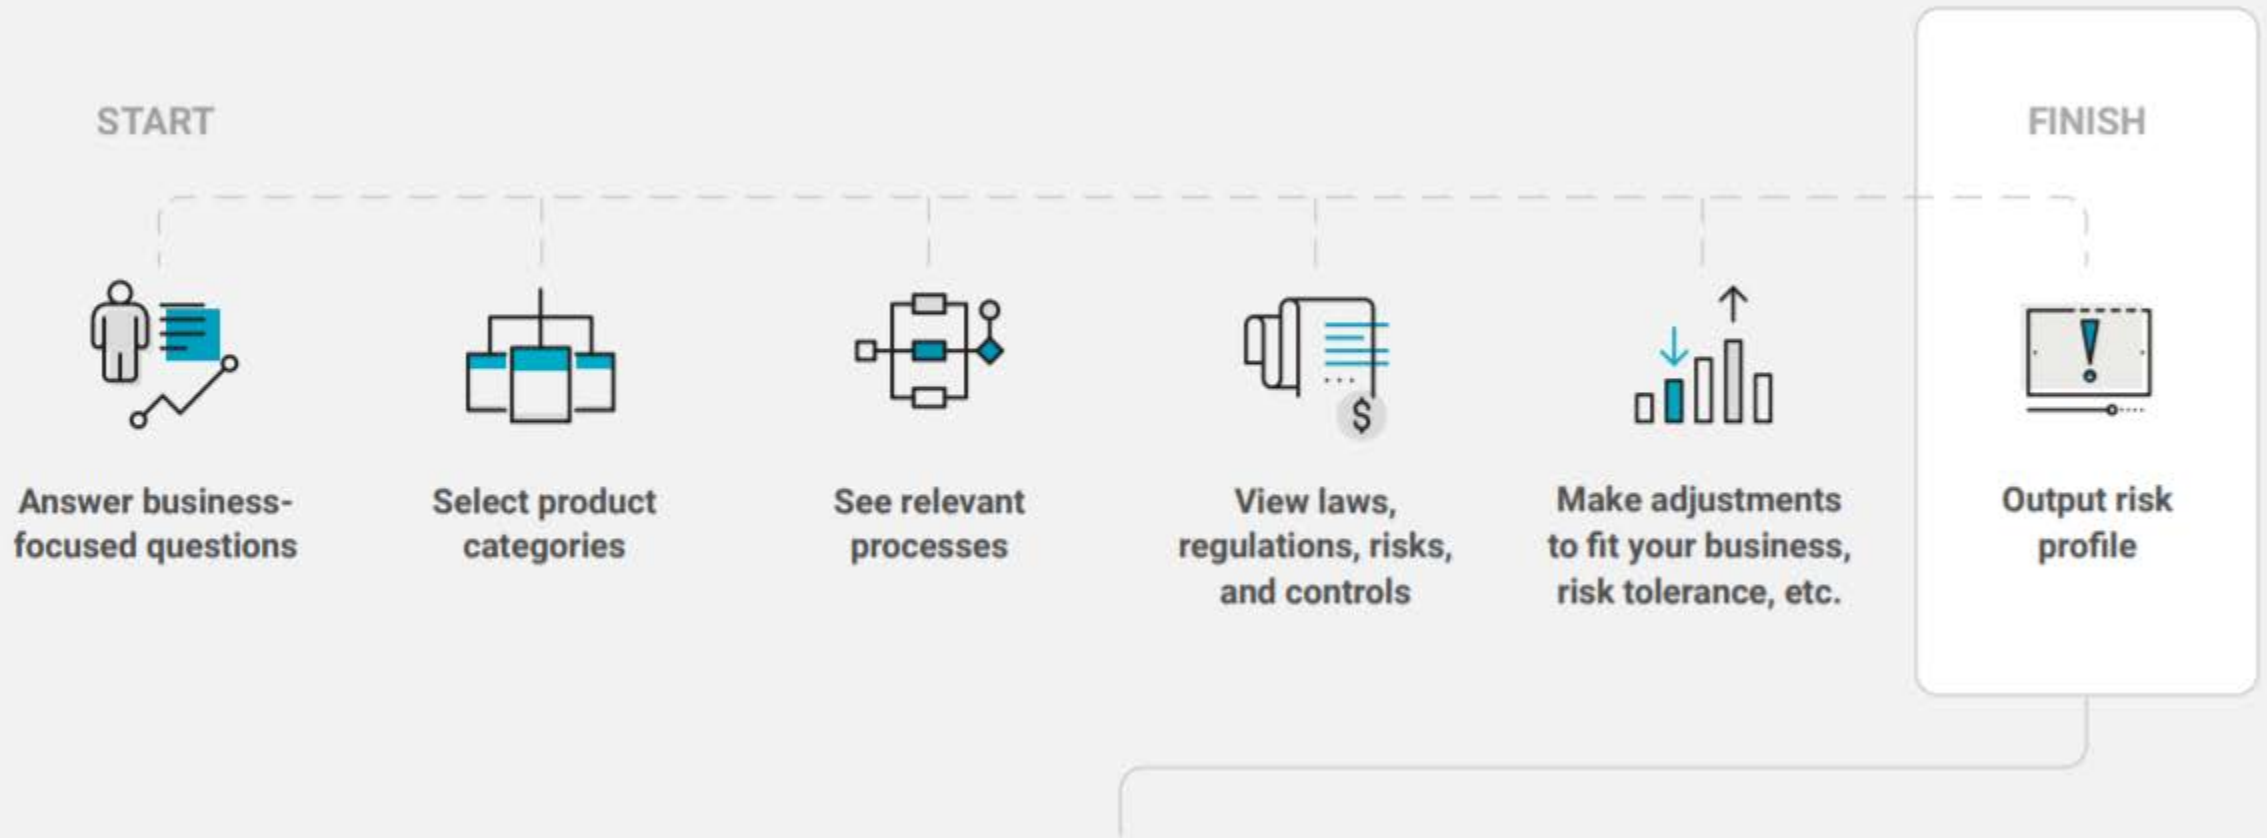 START
FINISH
Answer business-
focused questions
Select product
categories
See relevant
processes
View laws,
regulations, risks,
and controls
$
Make adjustments
to fit your business,
risk tolerance, etc.
!
Output risk
profile